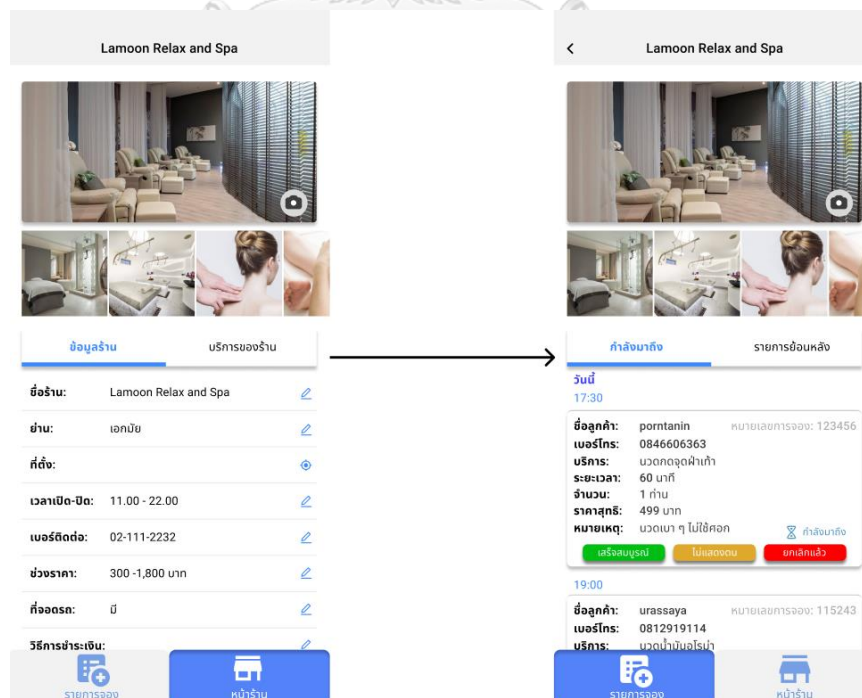 Lamoon Relax and Spa
ข้อมูลร้าน บริการของร้าน
ชื่อร้าน: Lamoon Relax and Spa
ย่าน: เอกมัย
ที่ตั้ง:
เวลาเปิด-ปิด: 11.00 - 22.00
เบอร์ติดต่อ: 02-111-2232
ช่วงราคา: 300 -1,800 บาท
ที่จอดรถ: มี
วิธีการชำระเงิน:
รายการจอง หน้าร้าน
Lamoon Relax and Spa
กำลังมาถึง รายการย้อนหลัง
วันนี้
17:30
ชื่อลูกค้า: porntanin หมายเลขการจอง: 123456
เบอร์โทร: 0846606363
บริการ: นวดกดจุดฝ่าเท้า
ระยะเวลา: 60 นาที
จำนวน: 1 ท่าน
ราคาสุทธิ: 499 บาท
หมายเหตุ: นวดเบา ๆ ไม่ใช้ศอก กำลังมาถึง
เสร็จสมบูรณ์ ไม่แสดงตน ยกเลิกแล้ว
19:00
ชื่อลูกค้า: urassaya หมายเลขการจอง: 115243
เบอร์โทร: 0812919114
บริการ: นวดน้ำมันอโรม่า
รายการจอง หน้าร้าน